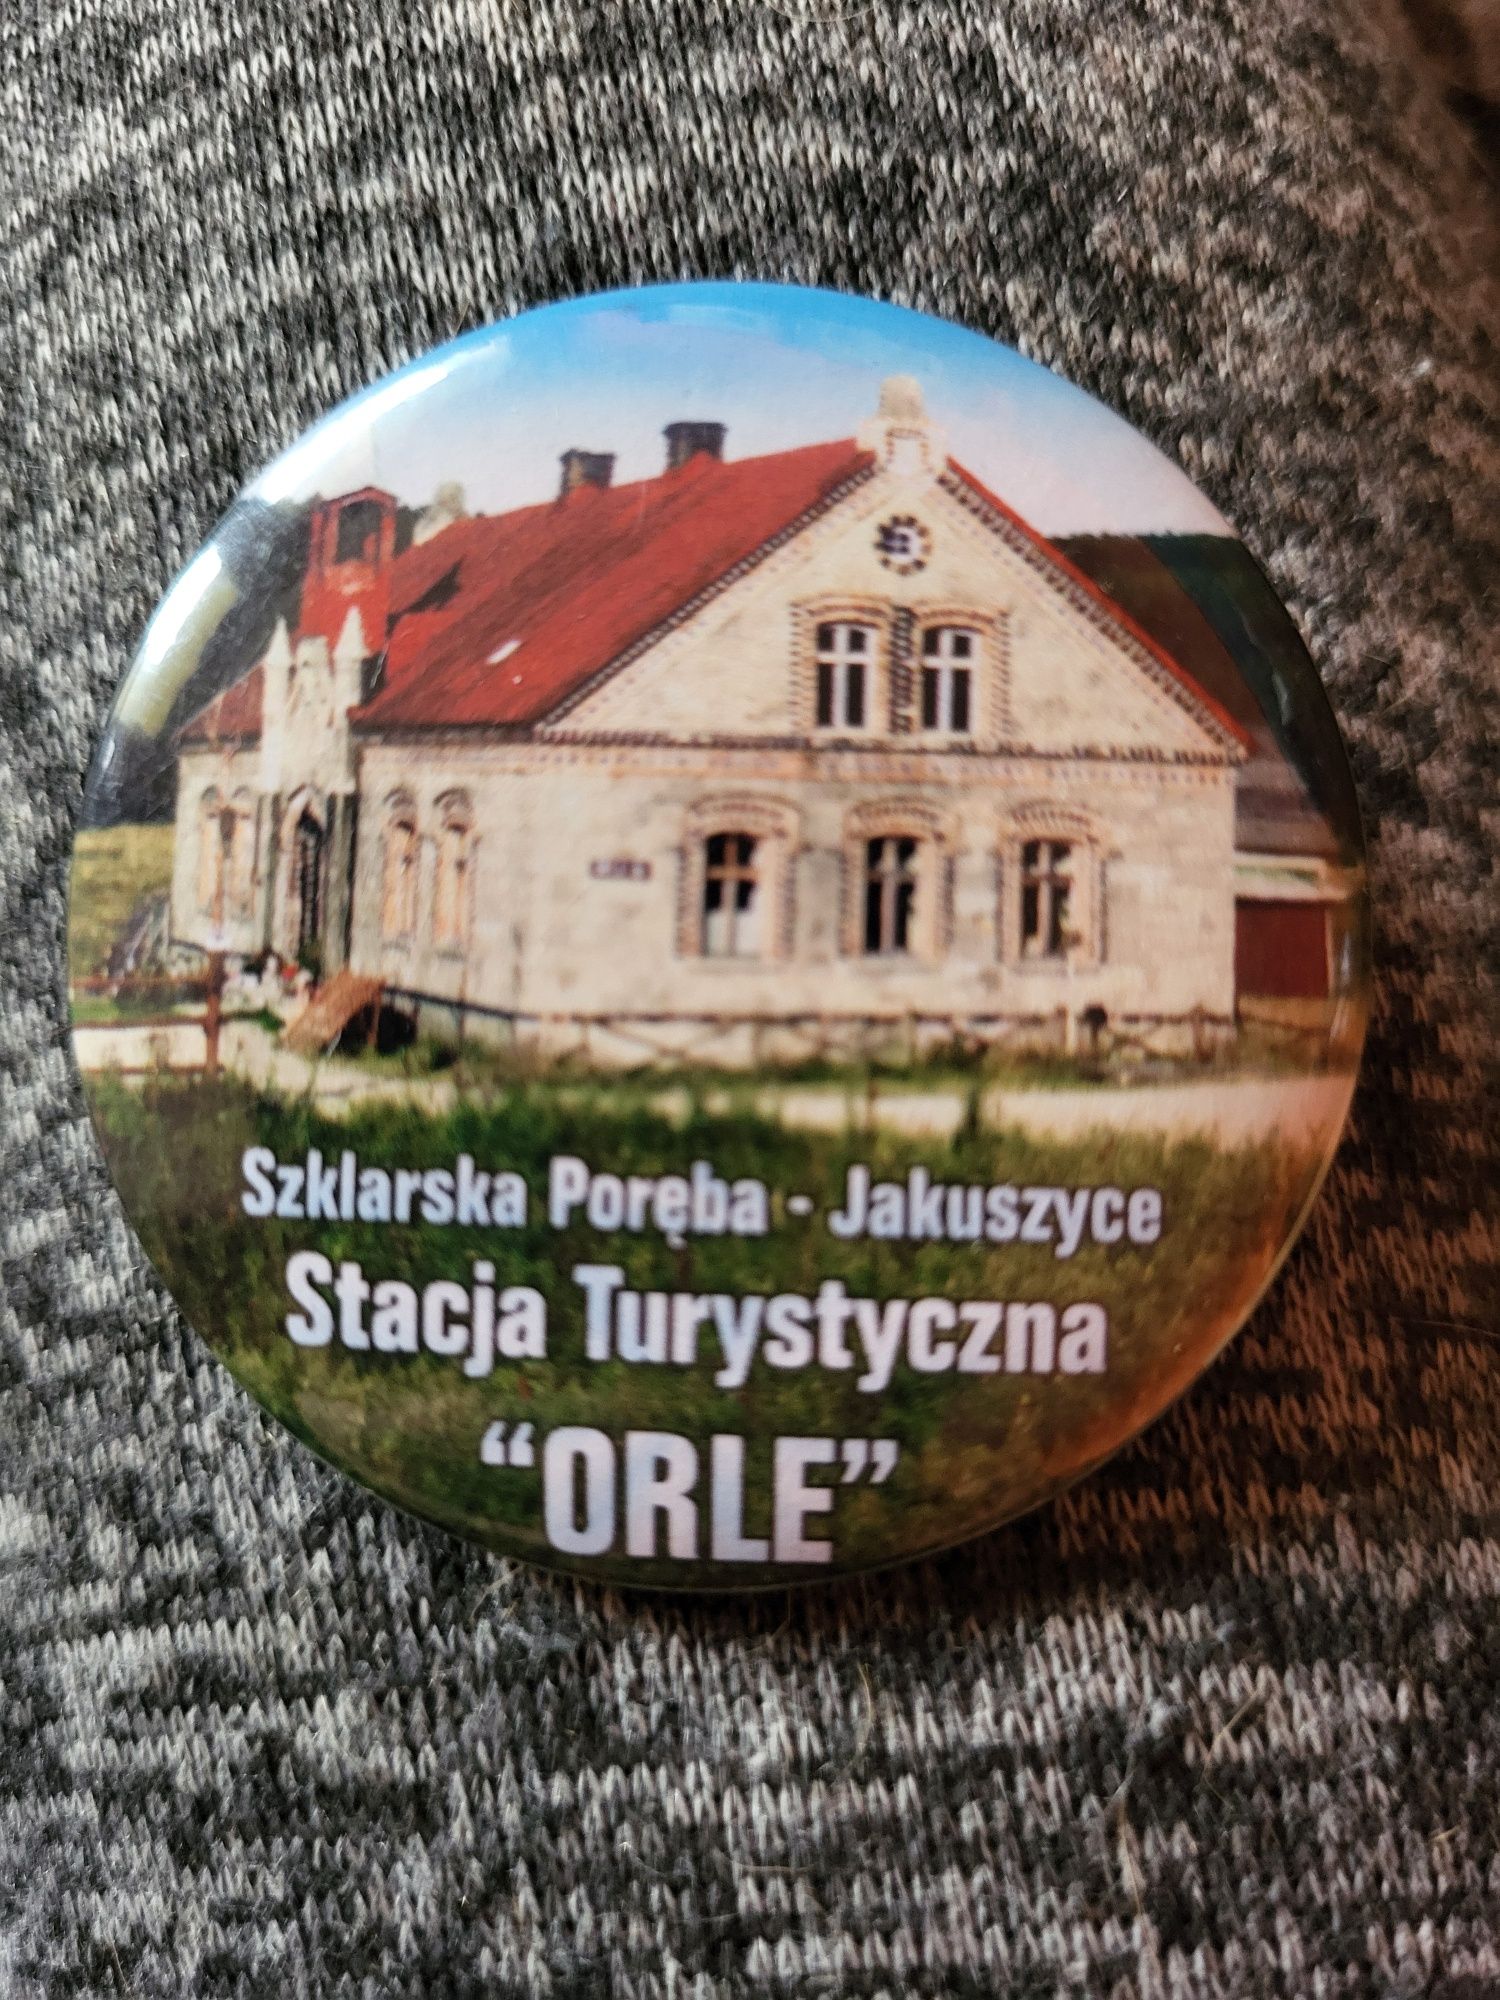 Szklarska Poręba - Jakuszyce
Stacja Turystyczna
“ORLE”